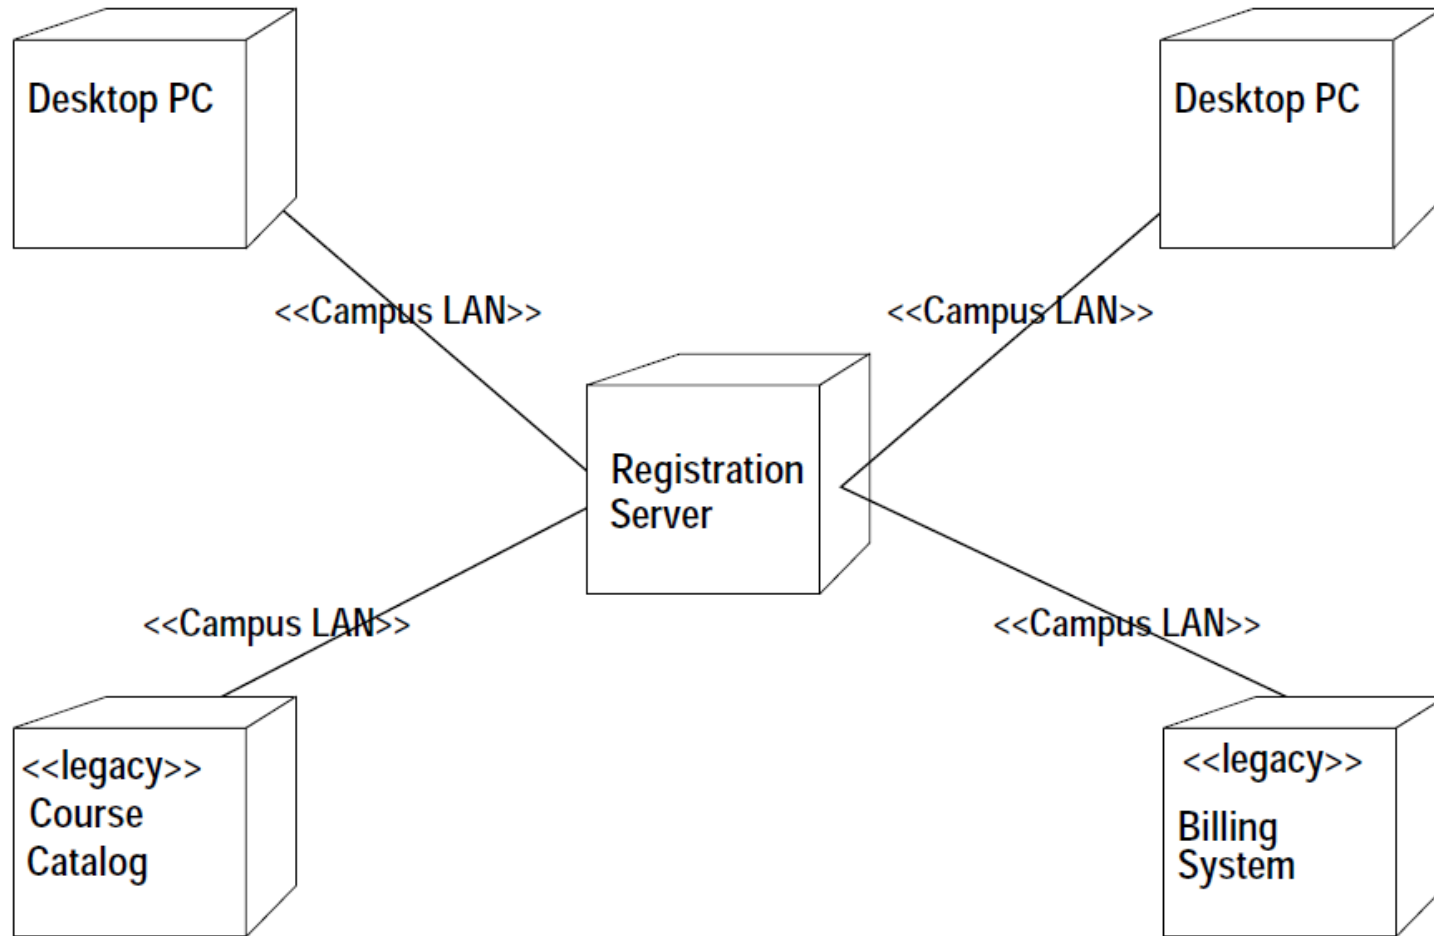 Desktop PC
Desktop PC
<<Campus LAN>>
<<Campus LAN>>
Registration
Server
<<Campus LAN>>
<<Campus LAN>>
<<legacy>>
Course
Catalog
<<legacy>>
Billing
System